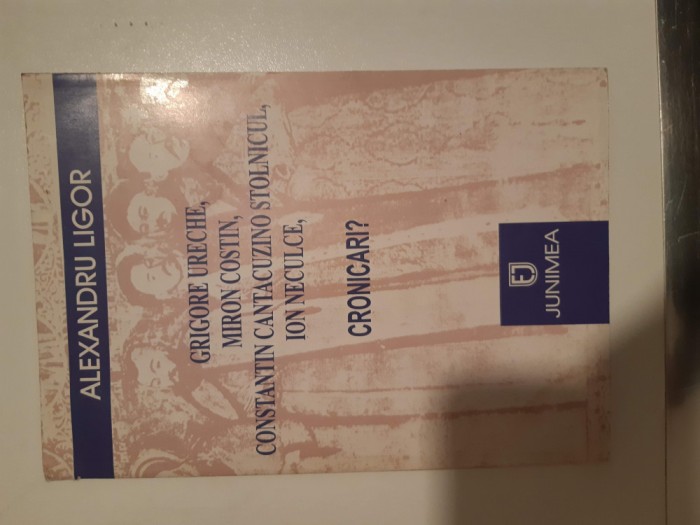 ALEXANDRU LIGOR
GRIGORE URECHE,
MIRON COSTIN,
CONSTANTIN CANTACUZINO STOLNICUL,
ION NECULCE,
CRONICARI?
JUNIMEA